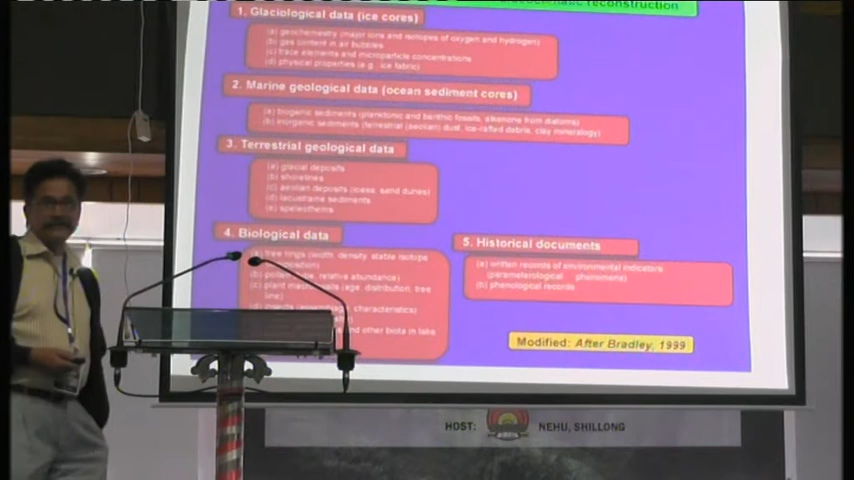 reconstruction
1. Glaciological data (ice cores)
(a) geochemistry (major ions and isotopes of oxygen and hydrogen)
(b) gas content in air bubbles
(c) trace elements and microparticle concentrations
(d) physical properties (e.g. ice fabric)
2. Marine geological data (ocean sediment cores)
(a) biogenic sediments (planktonic and benthic fossils, alkenone from diatoms)
(b) inorganic sediments (terrestrial (aeolian) dust, ice-rafted debris, clay mineralogy)
3. Terrestrial geological data
(a) glacial deposits
(b) shorelines
(c) aeolian deposits (loess, sand dunes)
(d) lacustrine sediments
(e) speleothems
4. Biological data
(a) tree rings (width, density, stable isotope
(b) relative abundance)
(c) plant (age, distribution, tree
line)
(d) insects characteristics)
and other biota in lake
5. Historical documents
(a) written records of environmental indicators
(parameteorological phenomena)
(b) phenological records
Modified: After Bradley, 1999
HOST: NEHU, SHILLONG